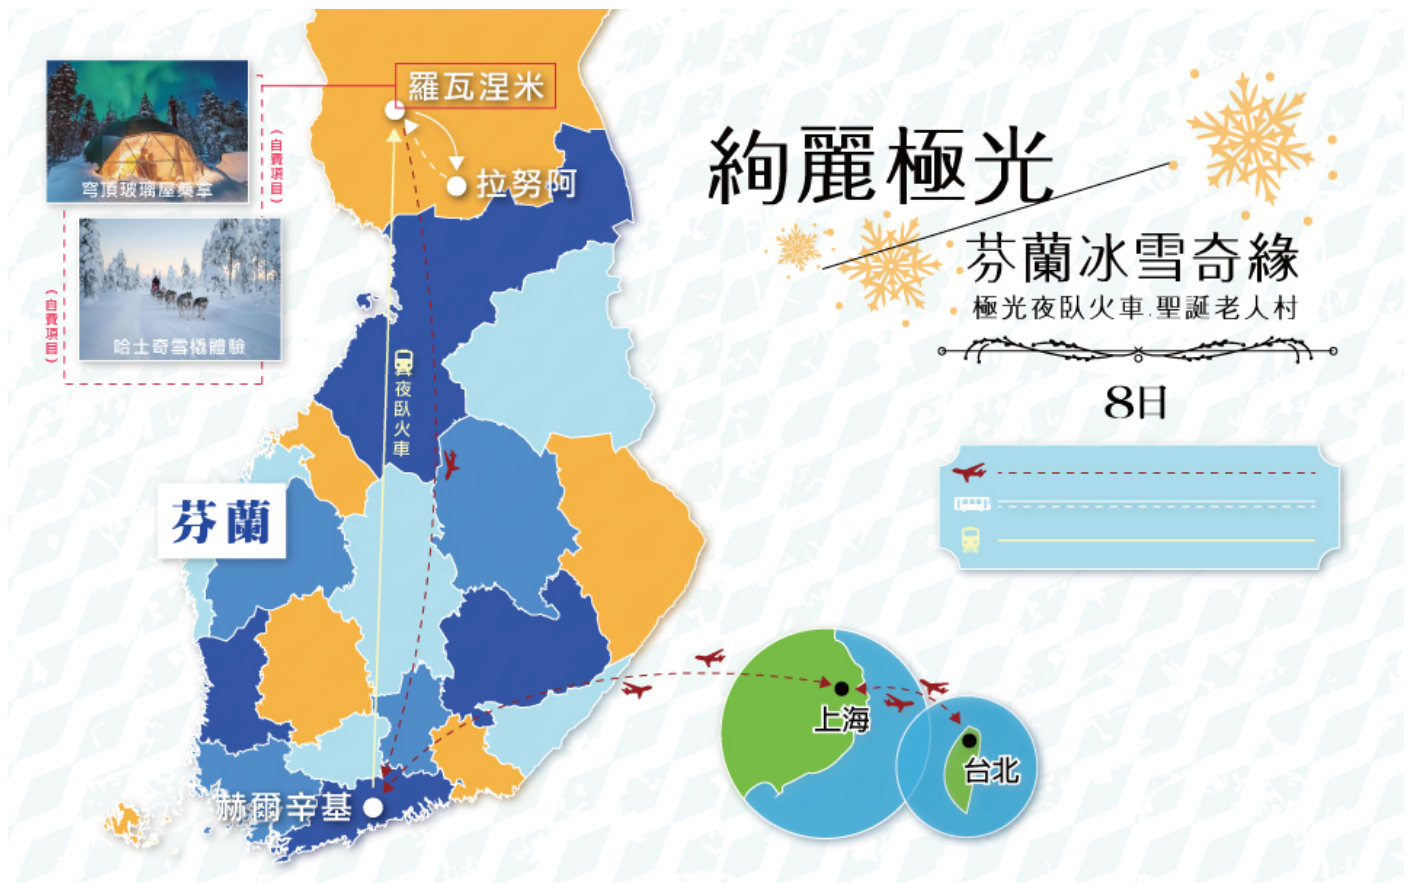 羅瓦涅米
(自費項目)
穹頂玻璃屋藥草
拉努阿
絢麗極光
芬蘭冰雪奇緣
極光夜臥火車.聖誕老人村
8日
(自費項目)
哈士奇雪橇體驗
夜臥火車
芬蘭
上海
台北
赫爾辛基